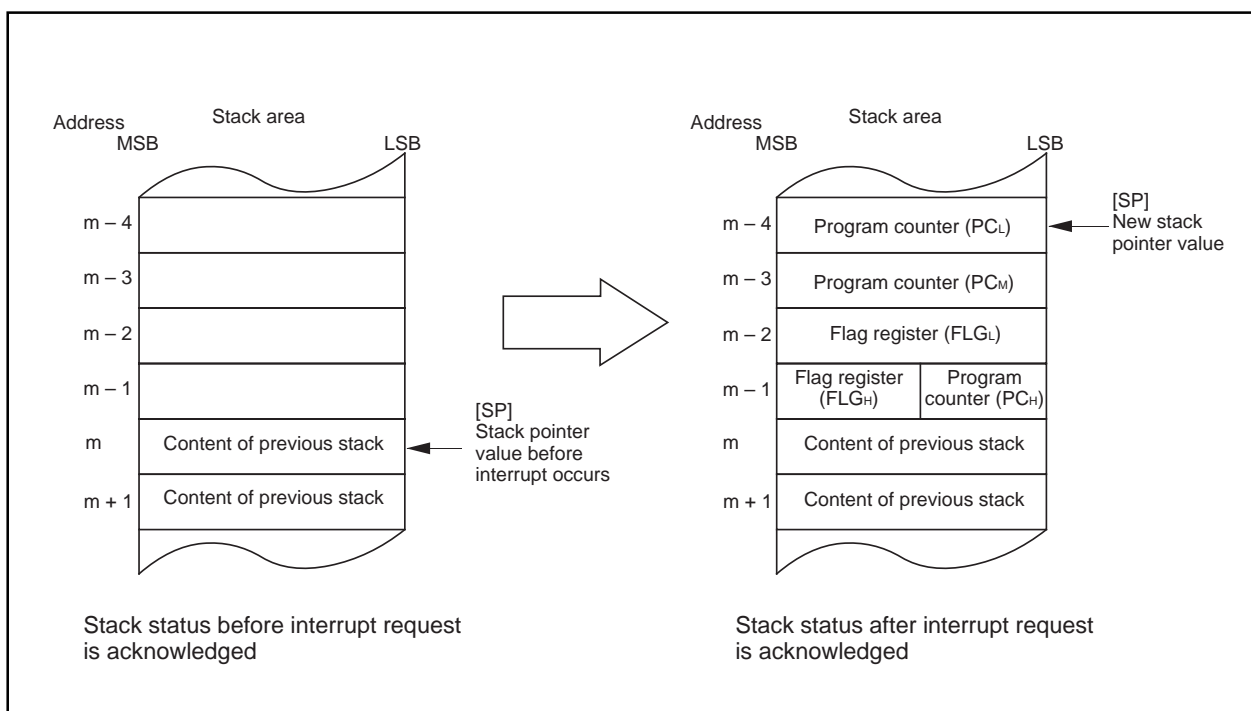 Stack area
Address
MSB
LSB
m – 4
m – 3
m – 2
m – 1
m
Content of previous stack
m + 1
Content of previous stack
[SP]
Stack pointer
value before
interrupt occurs
Stack status before interrupt request
is acknowledged
Stack area
Address
MSB
LSB
m – 4
Program counter (PCL)
[SP]
New stack
pointer value
m – 3
Program counter (PCM)
m – 2
Flag register (FLGL)
m – 1
Flag register
(FLGH)
Program
counter (PCH)
m
Content of previous stack
m + 1
Content of previous stack
Stack status after interrupt request
is acknowledged